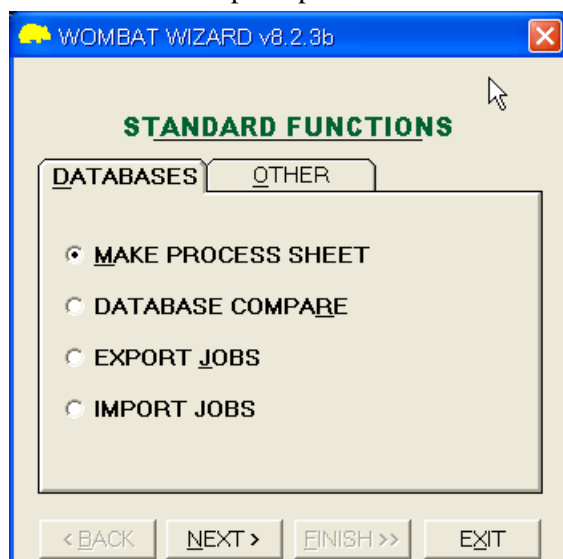 WOMBAT WIZARD v8.2.3b
STANDARD FUNCTIONS
DATABASES OTHER
MAKE PROCESS SHEET
DATABASE COMPARE
EXPORT JOBS
IMPORT JOBS
< BACK NEXT > FINISH >> EXIT